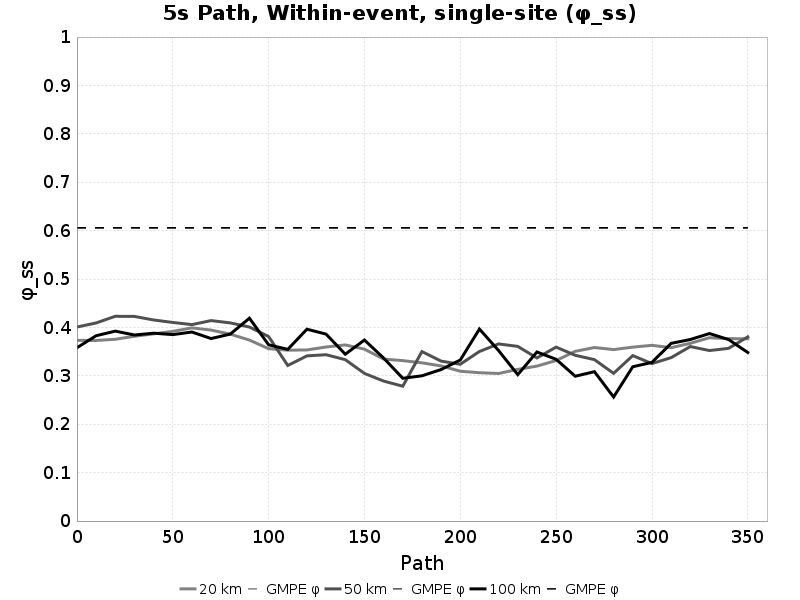 5s Path, Within-event, single-site (φ_ss)
1
0.9
0.8
0.7
0.6
0.5
0.4
0.3
0.2
0.1
0
φ_ss
0 50 100 150 200 250 300 350
Path
20 km GMPE φ 50 km GMPE φ 100 km GMPE φ